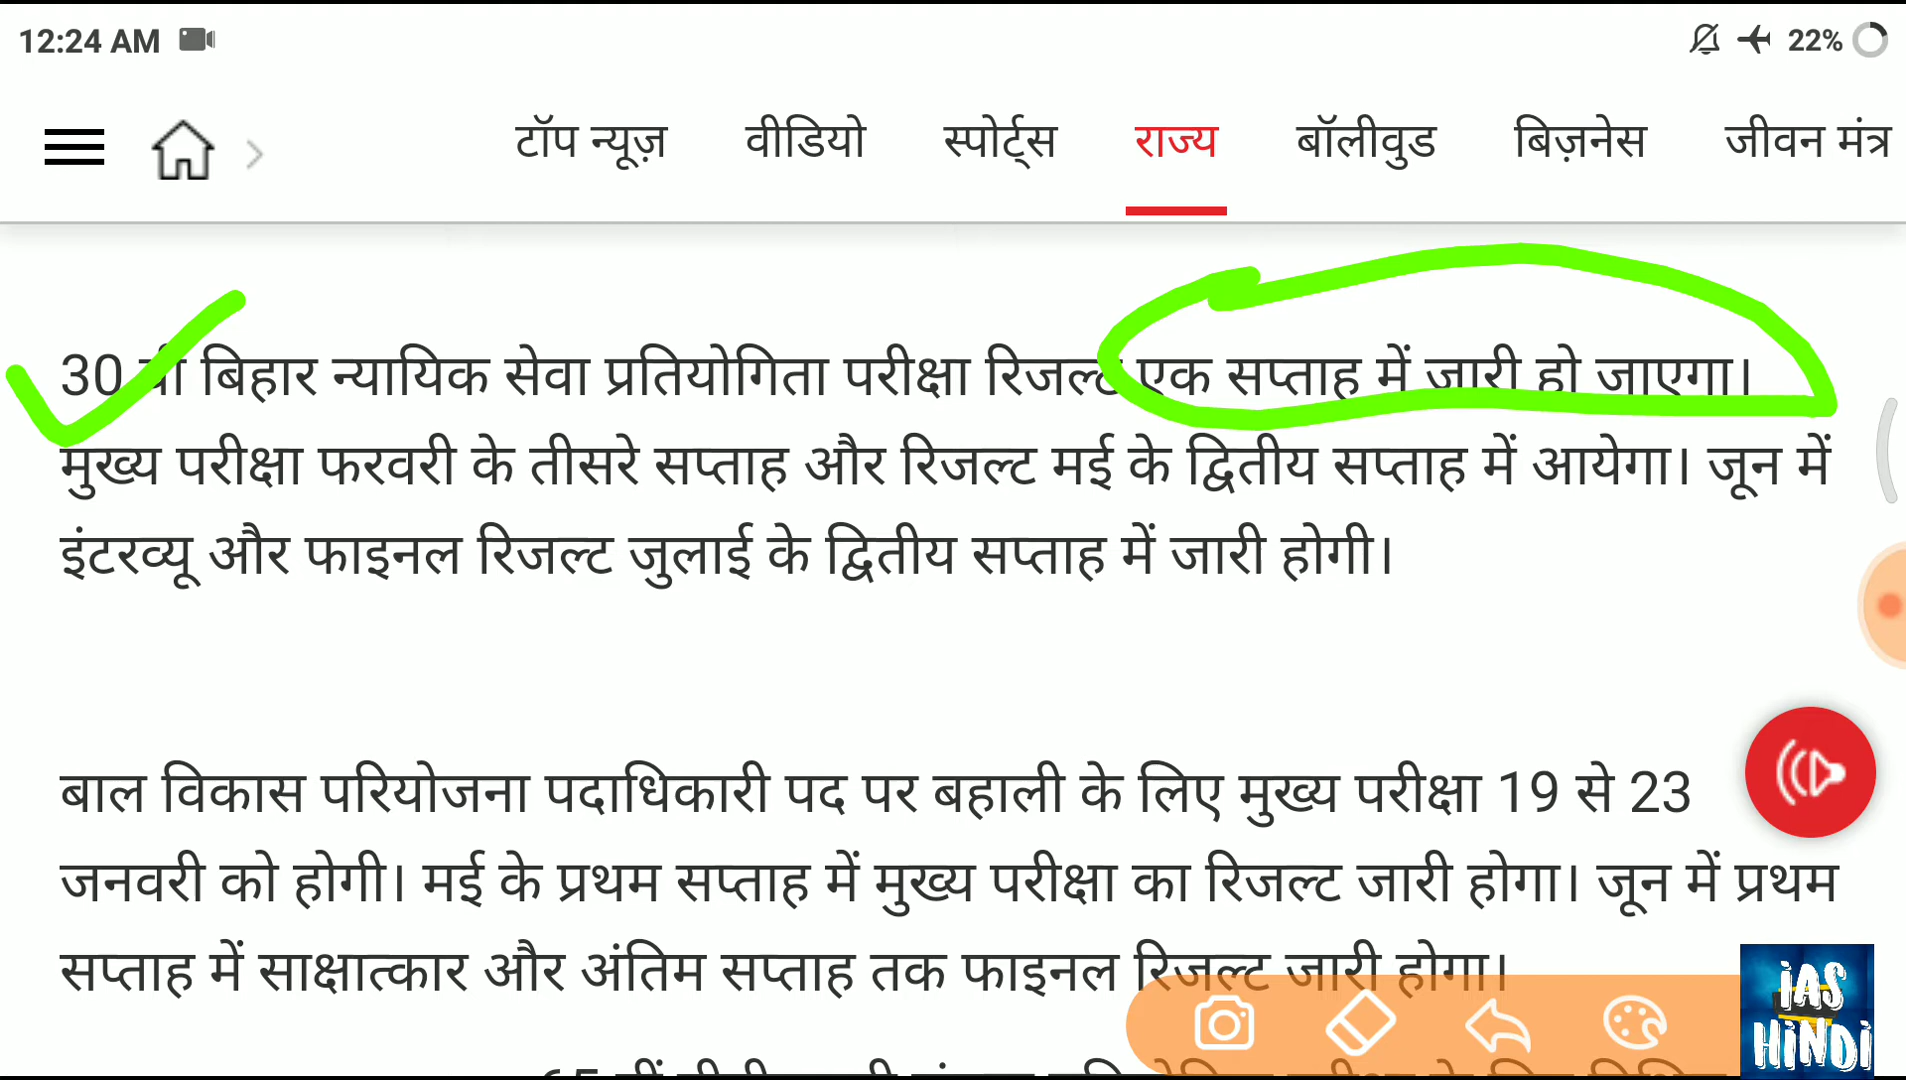 12:24 AM 22%
टॉप न्यूज़ वीडियो स्पोर्ट्स राज्य बॉलीवुड बिज़नेस जीवन मंत्र
30 वीं बिहार न्यायिक सेवा प्रतियोगिता परीक्षा रिजल्ट एक सप्ताह में जारी हो जाएगा।
मुख्य परीक्षा फरवरी के तीसरे सप्ताह और रिजल्ट मई के द्वितीय सप्ताह में आयेगा। जून में
इंटरव्यू और फाइनल रिजल्ट जुलाई के द्वितीय सप्ताह में जारी होगी।
बाल विकास परियोजना पदाधिकारी पद पर बहाली के लिए मुख्य परीक्षा 19 से 23
जनवरी को होगी। मई के प्रथम सप्ताह में मुख्य परीक्षा का रिजल्ट जारी होगा। जून में प्रथम
सप्ताह में साक्षात्कार और अंतिम सप्ताह तक फाइनल रिजल्ट जारी होगा।
iAS
HiNDi